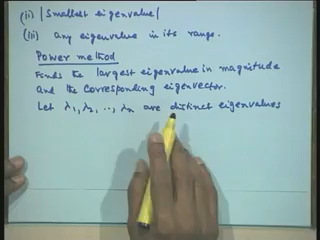 (ii) |Smallest eigenvalue|
(iii) any eigenvalue in its range.
Power method
Finds the largest eigenvalue in magnitude
and the corresponding eigenvector.
Let λ1, λ2, .., λn are distinct eigenvalues